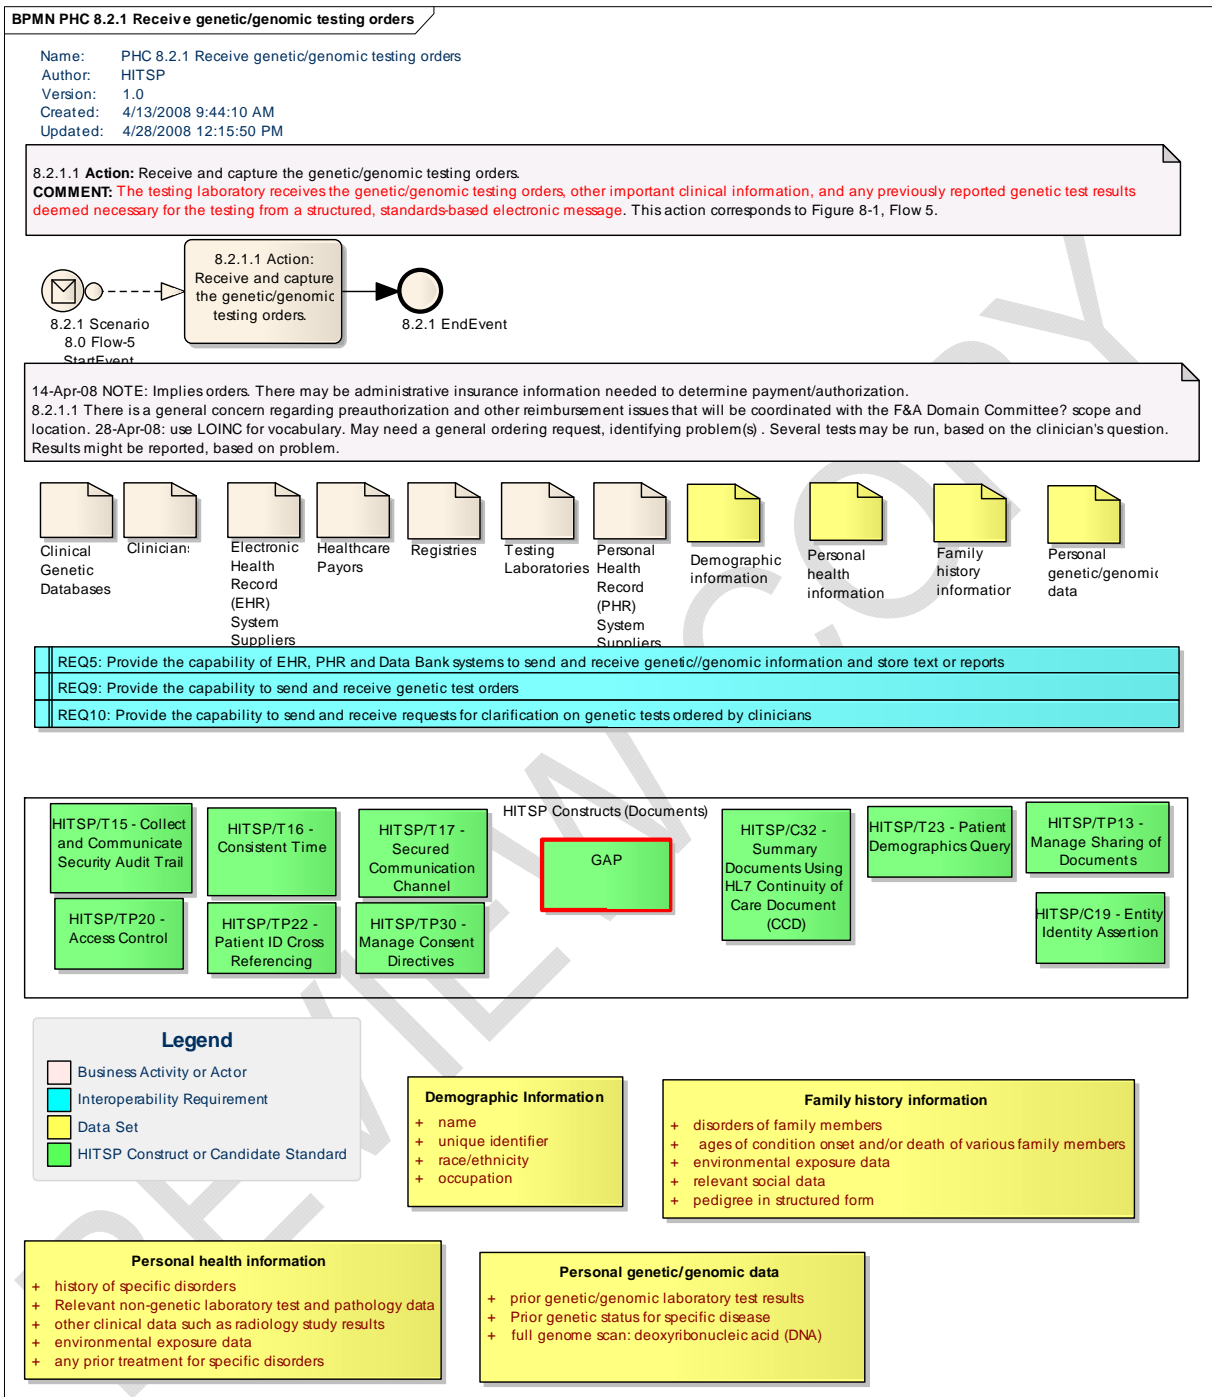 BPMN PHC 8.2.1 Receive genetic/genomic testing orders
Name: PHC 8.2.1 Receive genetic/genomic testing orders
Author: HITSP
Version: 1.0
Created: 4/13/2008 9:44:10 AM
Updated: 4/28/2008 12:15:50 PM
8.2.1.1 Action: Receive and capture the genetic/genomic testing orders.
COMMENT: The testing laboratory receives the genetic/genomic testing orders, other important clinical information, and any previously reported genetic test results
deemed necessary for the testing from a structured, standards-based electronic message. This action corresponds to Figure 8-1, Flow 5.
8.2.1.1 Action:
Receive and capture
the genetic/genomic
testing orders.
8.2.1 Scenario
8.0 Flow-5
StartEvent
8.2.1 EndEvent
14-Apr-08 NOTE: Implies orders. There may be administrative insurance information needed to determine payment/authorization.
8.2.1.1 There is a general concern regarding preauthorization and other reimbursement issues that will be coordinated with the F&A Domain Committee? scope and
location. 28-Apr-08: use LOINC for vocabulary. May need a general ordering request, identifying problem(s) . Several tests may be run, based on the clinician's question.
Results might be reported, based on problem.
Clinical
Genetic
Databases
Clinicians
Electronic
Health
Record
(EHR)
System
Suppliers
Healthcare
Payors
Registries
Testing
Laboratories
Personal
Health
Record
(PHR)
System
Suppliers
Demographic
information
Personal
health
information
Family
history
information
Personal
genetic/genomic
data
REQ5: Provide the capability of EHR, PHR and Data Bank systems to send and receive genetic//genomic information and store text or reports
REQ9: Provide the capability to send and receive genetic test orders
REQ10: Provide the capability to send and receive requests for clarification on genetic tests ordered by clinicians
HITSP Constructs (Documents)
HITSP/T15 - Collect
and Communicate
Security Audit Trail
HITSP/T16 -
Consistent Time
HITSP/T17 -
Secured
Communication
Channel
GAP
HITSP/C32 -
Summary
Documents Using
HL7 Continuity of
Care Document
(CCD)
HITSP/T23 - Patient
Demographics Query
HITSP/TP13 -
Manage Sharing of
Documents
HITSP/TP20 -
Access Control
HITSP/TP22 -
Patient ID Cross
Referencing
HITSP/TP30 -
Manage Consent
Directives
HITSP/C19 - Entity
Identity Assertion
Legend
Business Activity or Actor
Interoperability Requirement
Data Set
HITSP Construct or Candidate Standard
Demographic Information
+ name
+ unique identifier
+ race/ethnicity
+ occupation
Family history information
+ disorders of family members
+ ages of condition onset and/or death of various family members
+ environmental exposure data
+ relevant social data
+ pedigree in structured form
Personal health information
+ history of specific disorders
+ Relevant non-genetic laboratory test and pathology data
+ other clinical data such as radiology study results
+ environmental exposure data
+ any prior treatment for specific disorders
Personal genetic/genomic data
+ prior genetic/genomic laboratory test results
+ Prior genetic status for specific disease
+ full genome scan: deoxyribonucleic acid (DNA)
REVIEW COPY